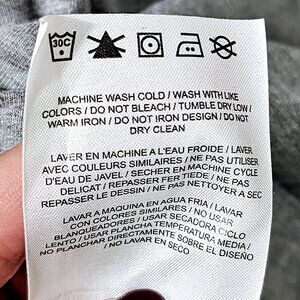 30C
MACHINE WASH COLD / WASH WITH LIKE
COLORS / DO NOT BLEACH / TUMBLE DRY LOW /
WARM IRON / DO NOT IRON DESIGN / DO NOT
DRY CLEAN
LAVER EN MACHINE A L'EAU FROIDE / LAVER
AVEC COULEURS SIMILAIRES / NE PAS UTILISER
D'EAU DE JAVEL / SECHER EN MACHINE CYCLE
DELICAT / REPASSER FER TIEDE / NE PAS
REPASSER LE DESSIN / NE PAS NETTOYER A SEC
LAVAR A MAQUINA EN AGUA FRIA / LAVAR
CON COLORES SIMILARES / NO USAR
BLANQUEADORES / USAR SECADORA CICLO
LENTO / USAR PLANCHA TEMPERATURA MEDIA /
NO PLANCHAR DIRECTAMENTE SOBRE EL DISEÑO
/ NO LAVAR EN SECO